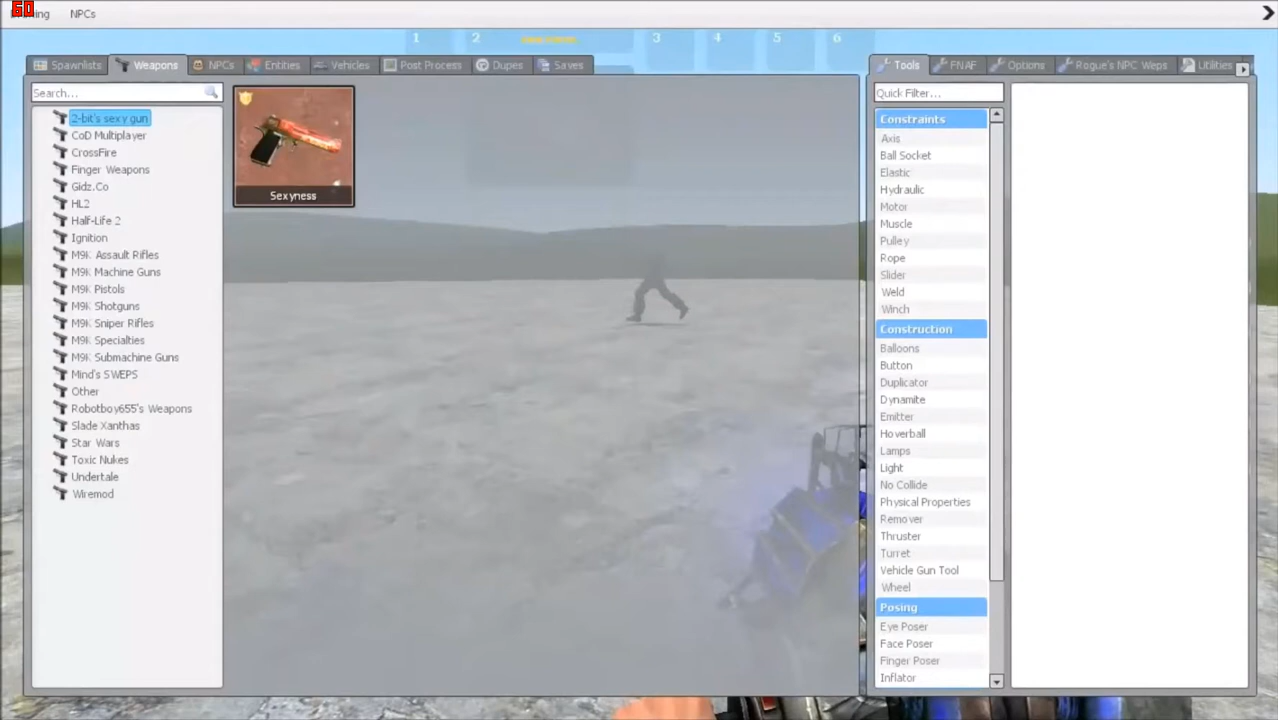 60
NPCs
1 2 3 4 5 6
Spawnlists Weapons NPCs Entities Vehicles Post Process Dupes Saves
Tools FNAF Options Rogue's NPC Weps Utilities
Search...
2-bit's sexy gun
CoD Multiplayer
CrossFire
Finger Weapons
Gidz.Co
HL2
Half-Life 2
Ignition
M9K Assault Rifles
M9K Machine Guns
M9K Pistols
M9K Shotguns
M9K Sniper Rifles
M9K Specialties
M9K Submachine Guns
Mind's SWEPS
Other
Robotboy655's Weapons
Slade Xanthas
Star Wars
Toxic Nukes
Undertale
Wiremod
Sexyness
Quick Filter...
Constraints
Axis
Ball Socket
Elastic
Hydraulic
Motor
Muscle
Pulley
Rope
Slider
Weld
Winch
Construction
Balloons
Button
Duplicator
Dynamite
Emitter
Hoverball
Lamps
Light
No Collide
Physical Properties
Remover
Thruster
Turret
Vehicle Gun Tool
Wheel
Posing
Eye Poser
Face Poser
Finger Poser
Inflator